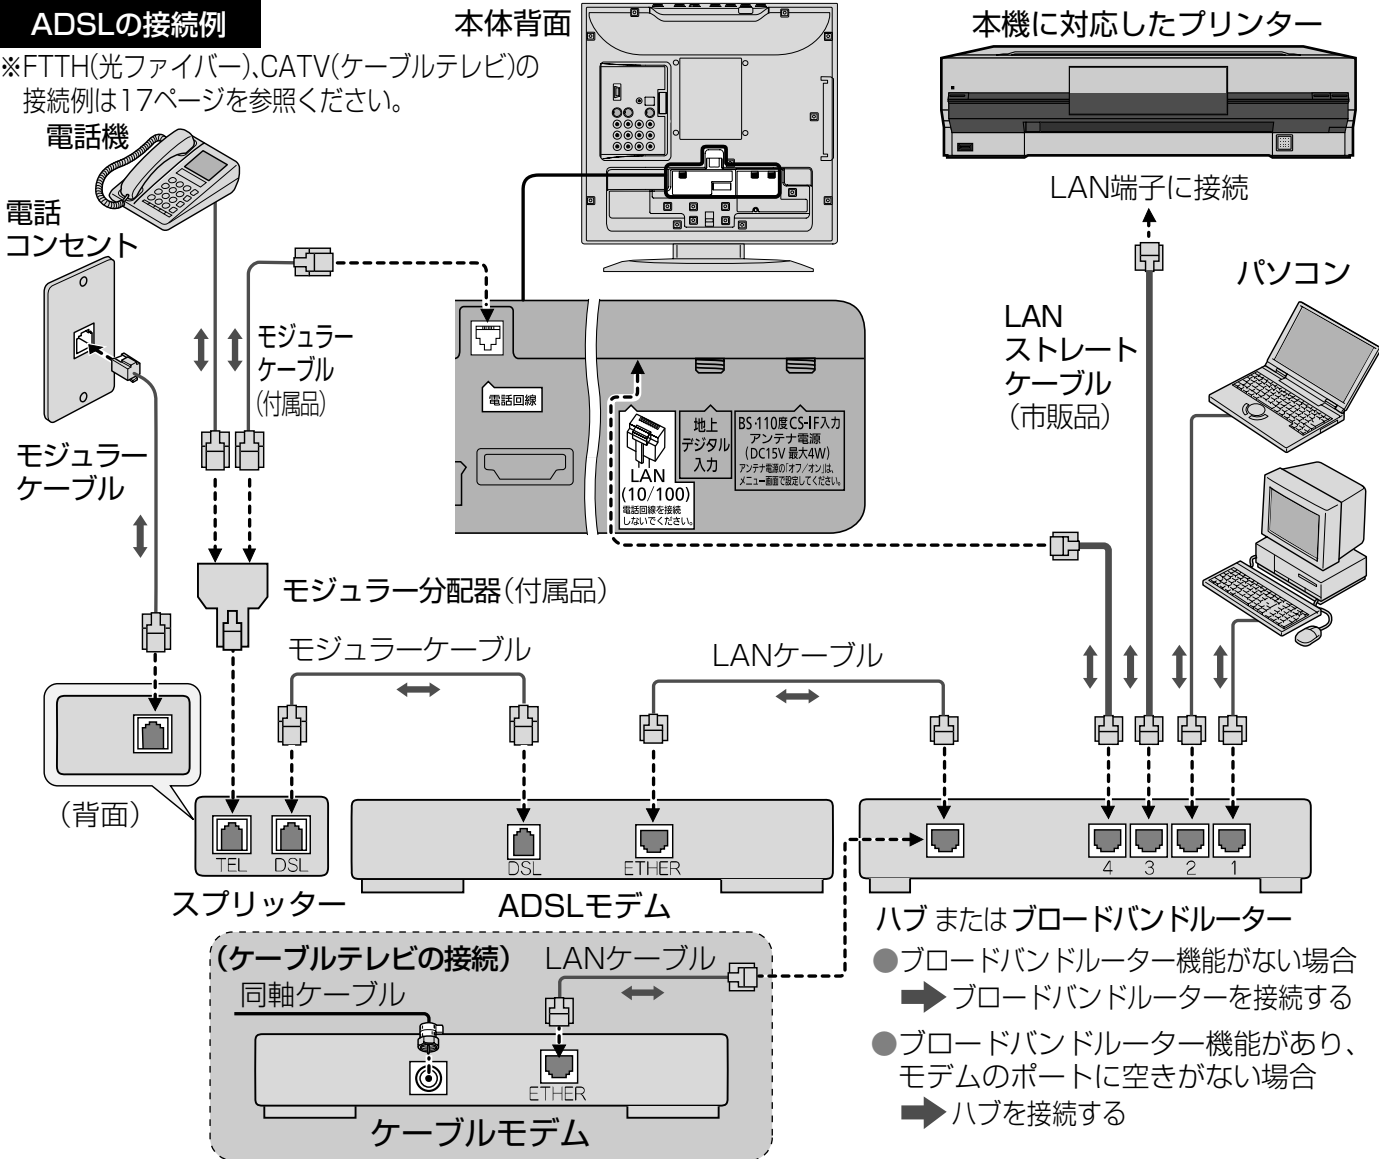 ADSLの接続例
※FTTH(光ファイバー)、CATV(ケーブルテレビ)の
接続例は17ページを参照ください。
本体背面
本機に対応したプリンター
電話機
LAN端子に接続
電話
コンセント
パソコン
モジュラー
ケーブル
(付属品)
LAN
ストレート
ケーブル
(市販品)
電話回線
LAN
(10/100)
電話回線を接続
しないでください。
地上
デジタル
入力
BS・110度CS-IF入力
アンテナ電源
(DC15V 最大4W)
アンテナ電源の「オフ/オン」は、
メニュー画面で設定してください。
モジュラー
ケーブル
モジュラー分配器(付属品)
モジュラーケーブル
LANケーブル
(背面)
TEL
DSL
DSL
ETHER
4
3
2
1
スプリッター
ADSLモデム
ハブ または ブロードバンドルーター
●ブロードバンドルーター機能がない場合
➡ ブロードバンドルーターを接続する
●ブロードバンドルーター機能があり、
モデムのポートに空きがない場合
➡ ハブを接続する
(ケーブルテレビの接続)
LANケーブル
同軸ケーブル
ETHER
ケーブルモデム